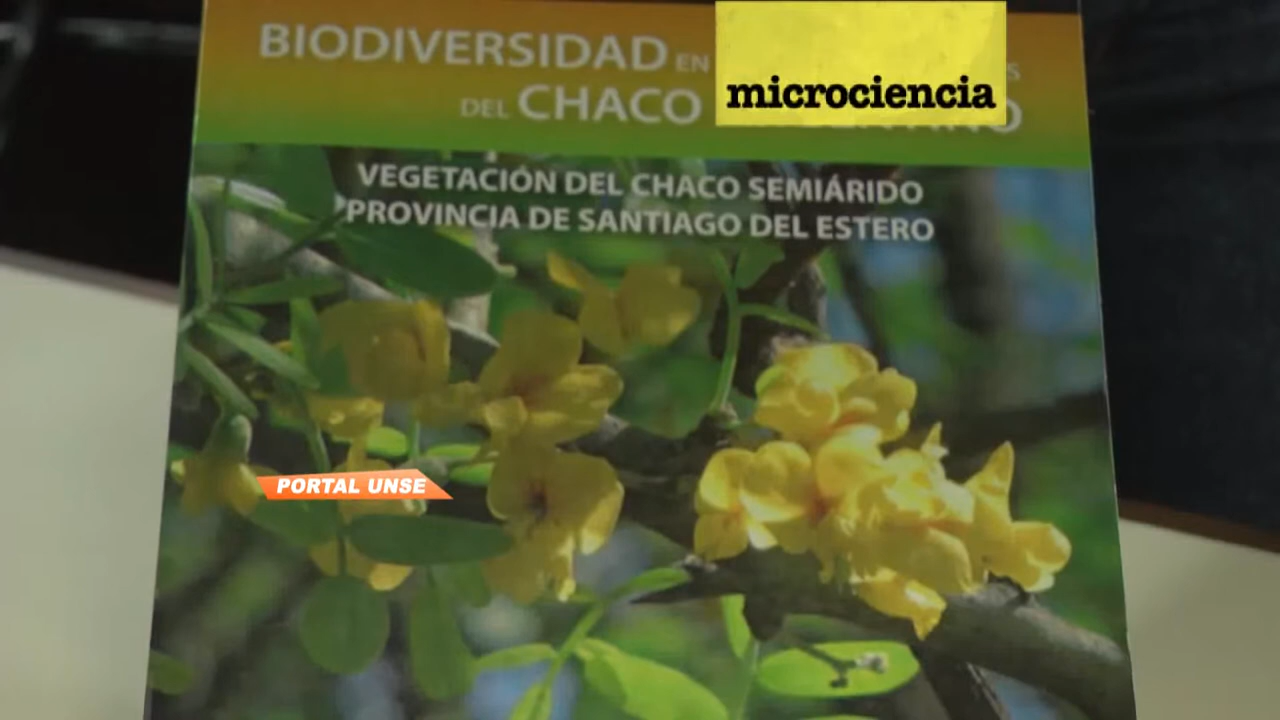 BIODIVERSIDAD EN
microciencia
DEL CHACO
VEGETACIÓN DEL CHACO SEMIÁRIDO
PROVINCIA DE SANTIAGO DEL ESTERO
PORTAL UNSE